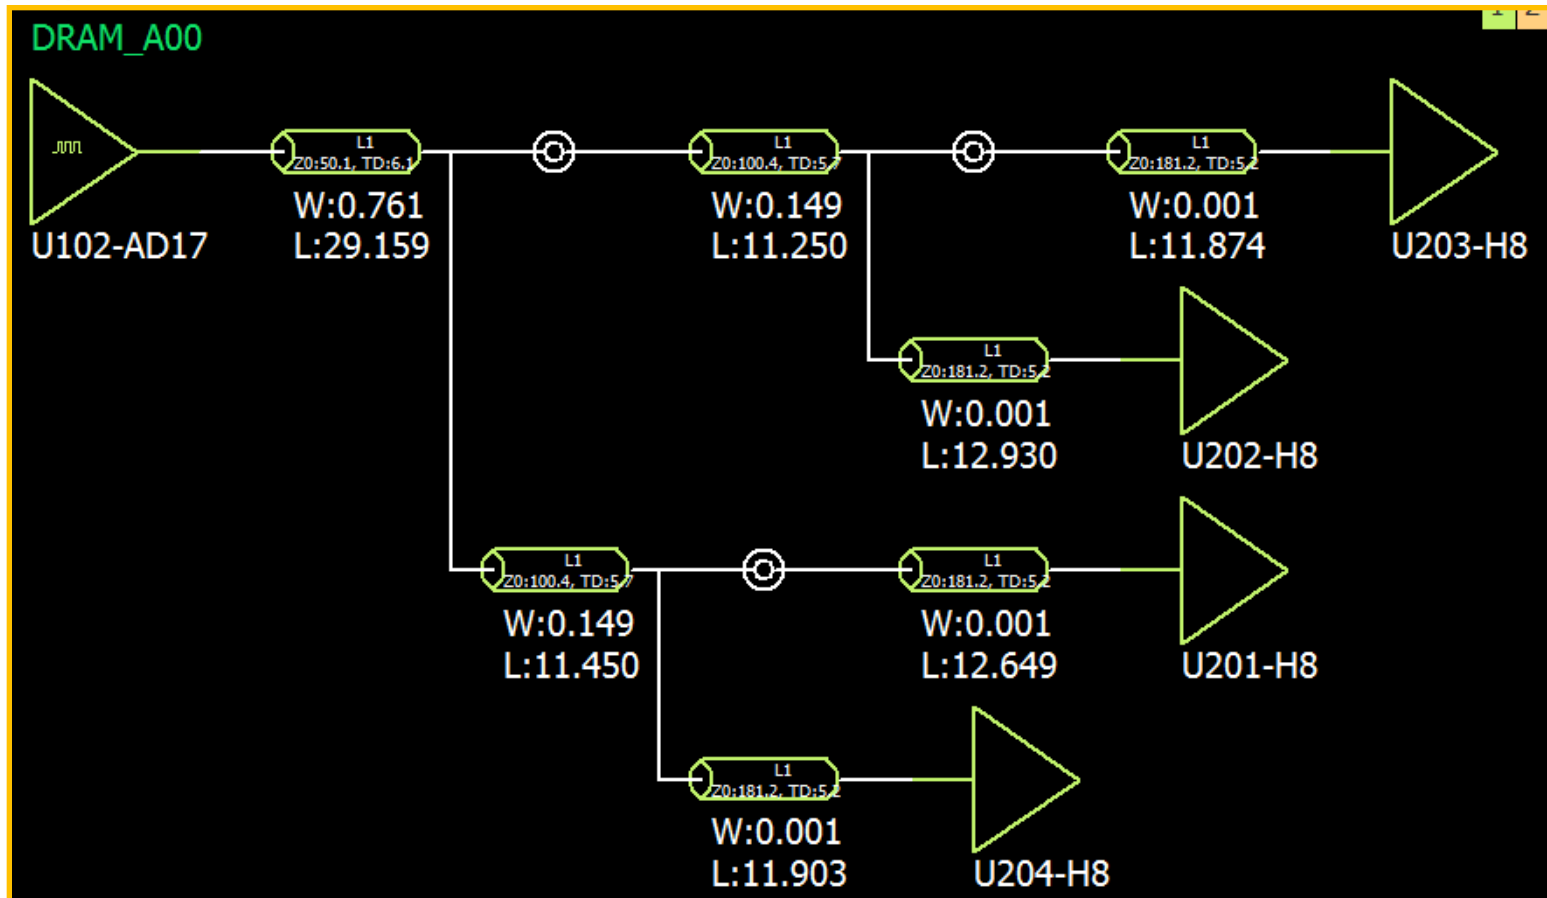 DRAM_A00
1 2
L1
Z0:50.1, TD:6.1
W:0.761
L:29.159
U102-AD17
L1
Z0:100.4, TD:5.7
W:0.149
L:11.250
L1
Z0:181.2, TD:5.2
W:0.001
L:11.874
U203-H8
L1
Z0:181.2, TD:5.2
W:0.001
L:12.930
U202-H8
L1
Z0:100.4, TD:5.7
W:0.149
L:11.450
L1
Z0:181.2, TD:5.2
W:0.001
L:12.649
U201-H8
L1
Z0:181.2, TD:5.2
W:0.001
L:11.903
U204-H8